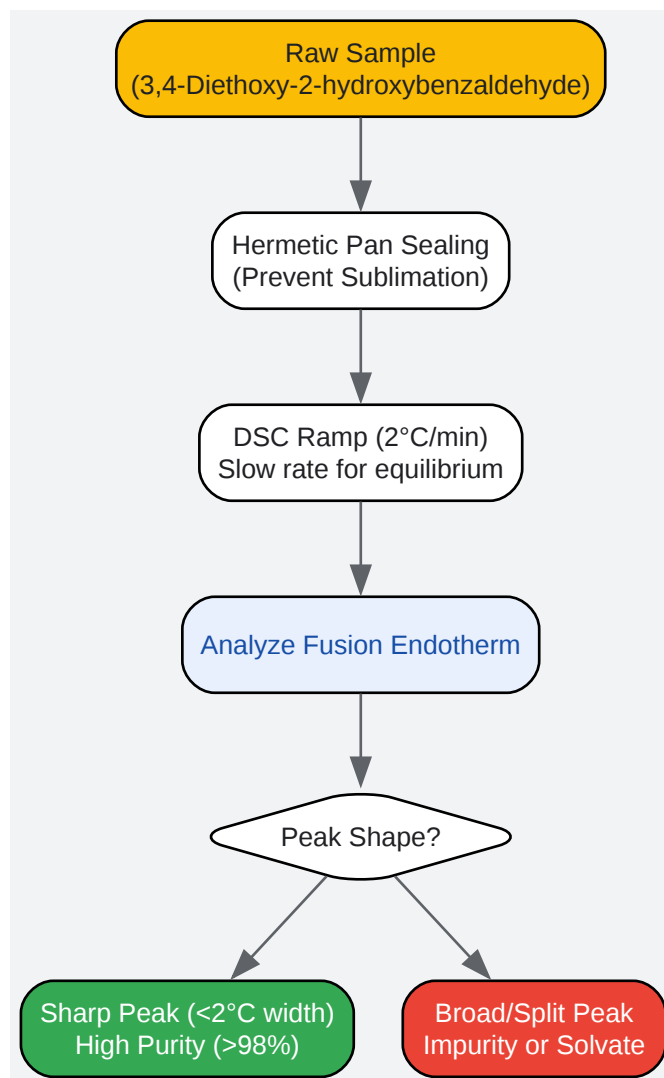 Raw Sample
(3,4-Diethoxy-2-hydroxybenzaldehyde)
Hermetic Pan Sealing
(Prevent Sublimation)
DSC Ramp (2°C/min)
Slow rate for equilibrium
Analyze Fusion Endotherm
Peak Shape?
Sharp Peak (<2°C width)
High Purity (>98%)
Broad/Split Peak
Impurity or Solvate